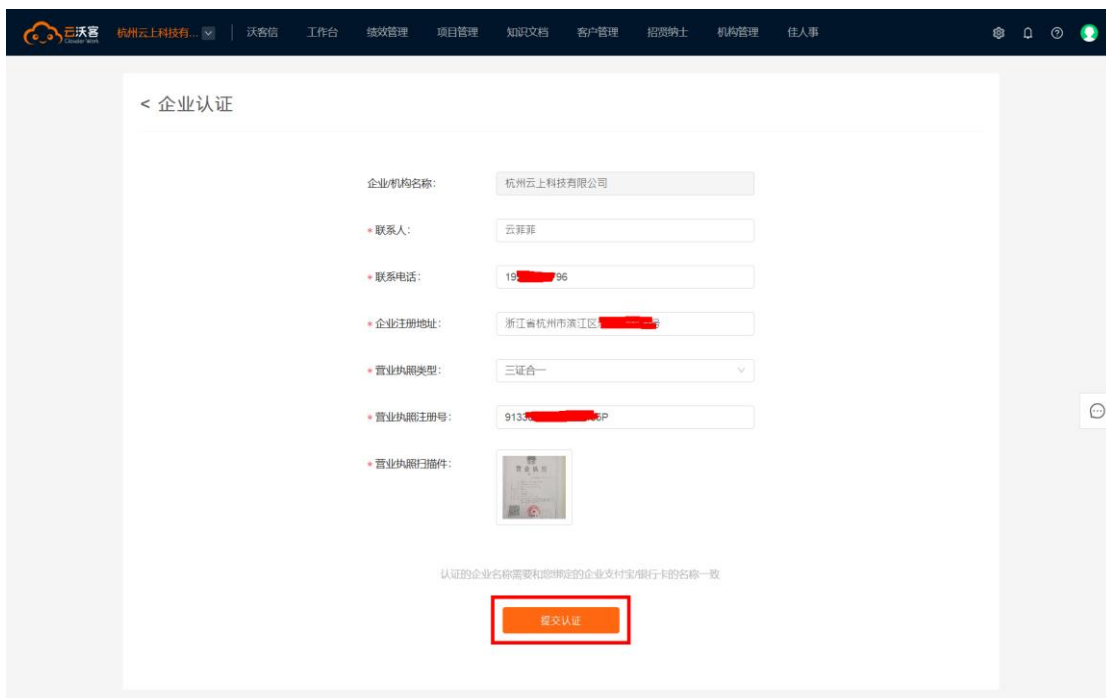 云沃客 杭州云上科技有... 沃客信 工作台 绩效管理 项目管理 知识文档 客户管理 招贤纳士 机构管理 佳人事
Clouder Work
< 企业认证
企业/机构名称: 杭州云上科技有限公司
* 联系人: 云菲菲
* 联系电话: 19 796
* 企业注册地址: 浙江省杭州市滨江区
* 营业执照类型: 三证合一
* 营业执照注册号: 913 P
* 营业执照扫描件:
营业执照
认证的企业名称需要和您绑定的企业支付宝/银行卡的名称一致
提交认证